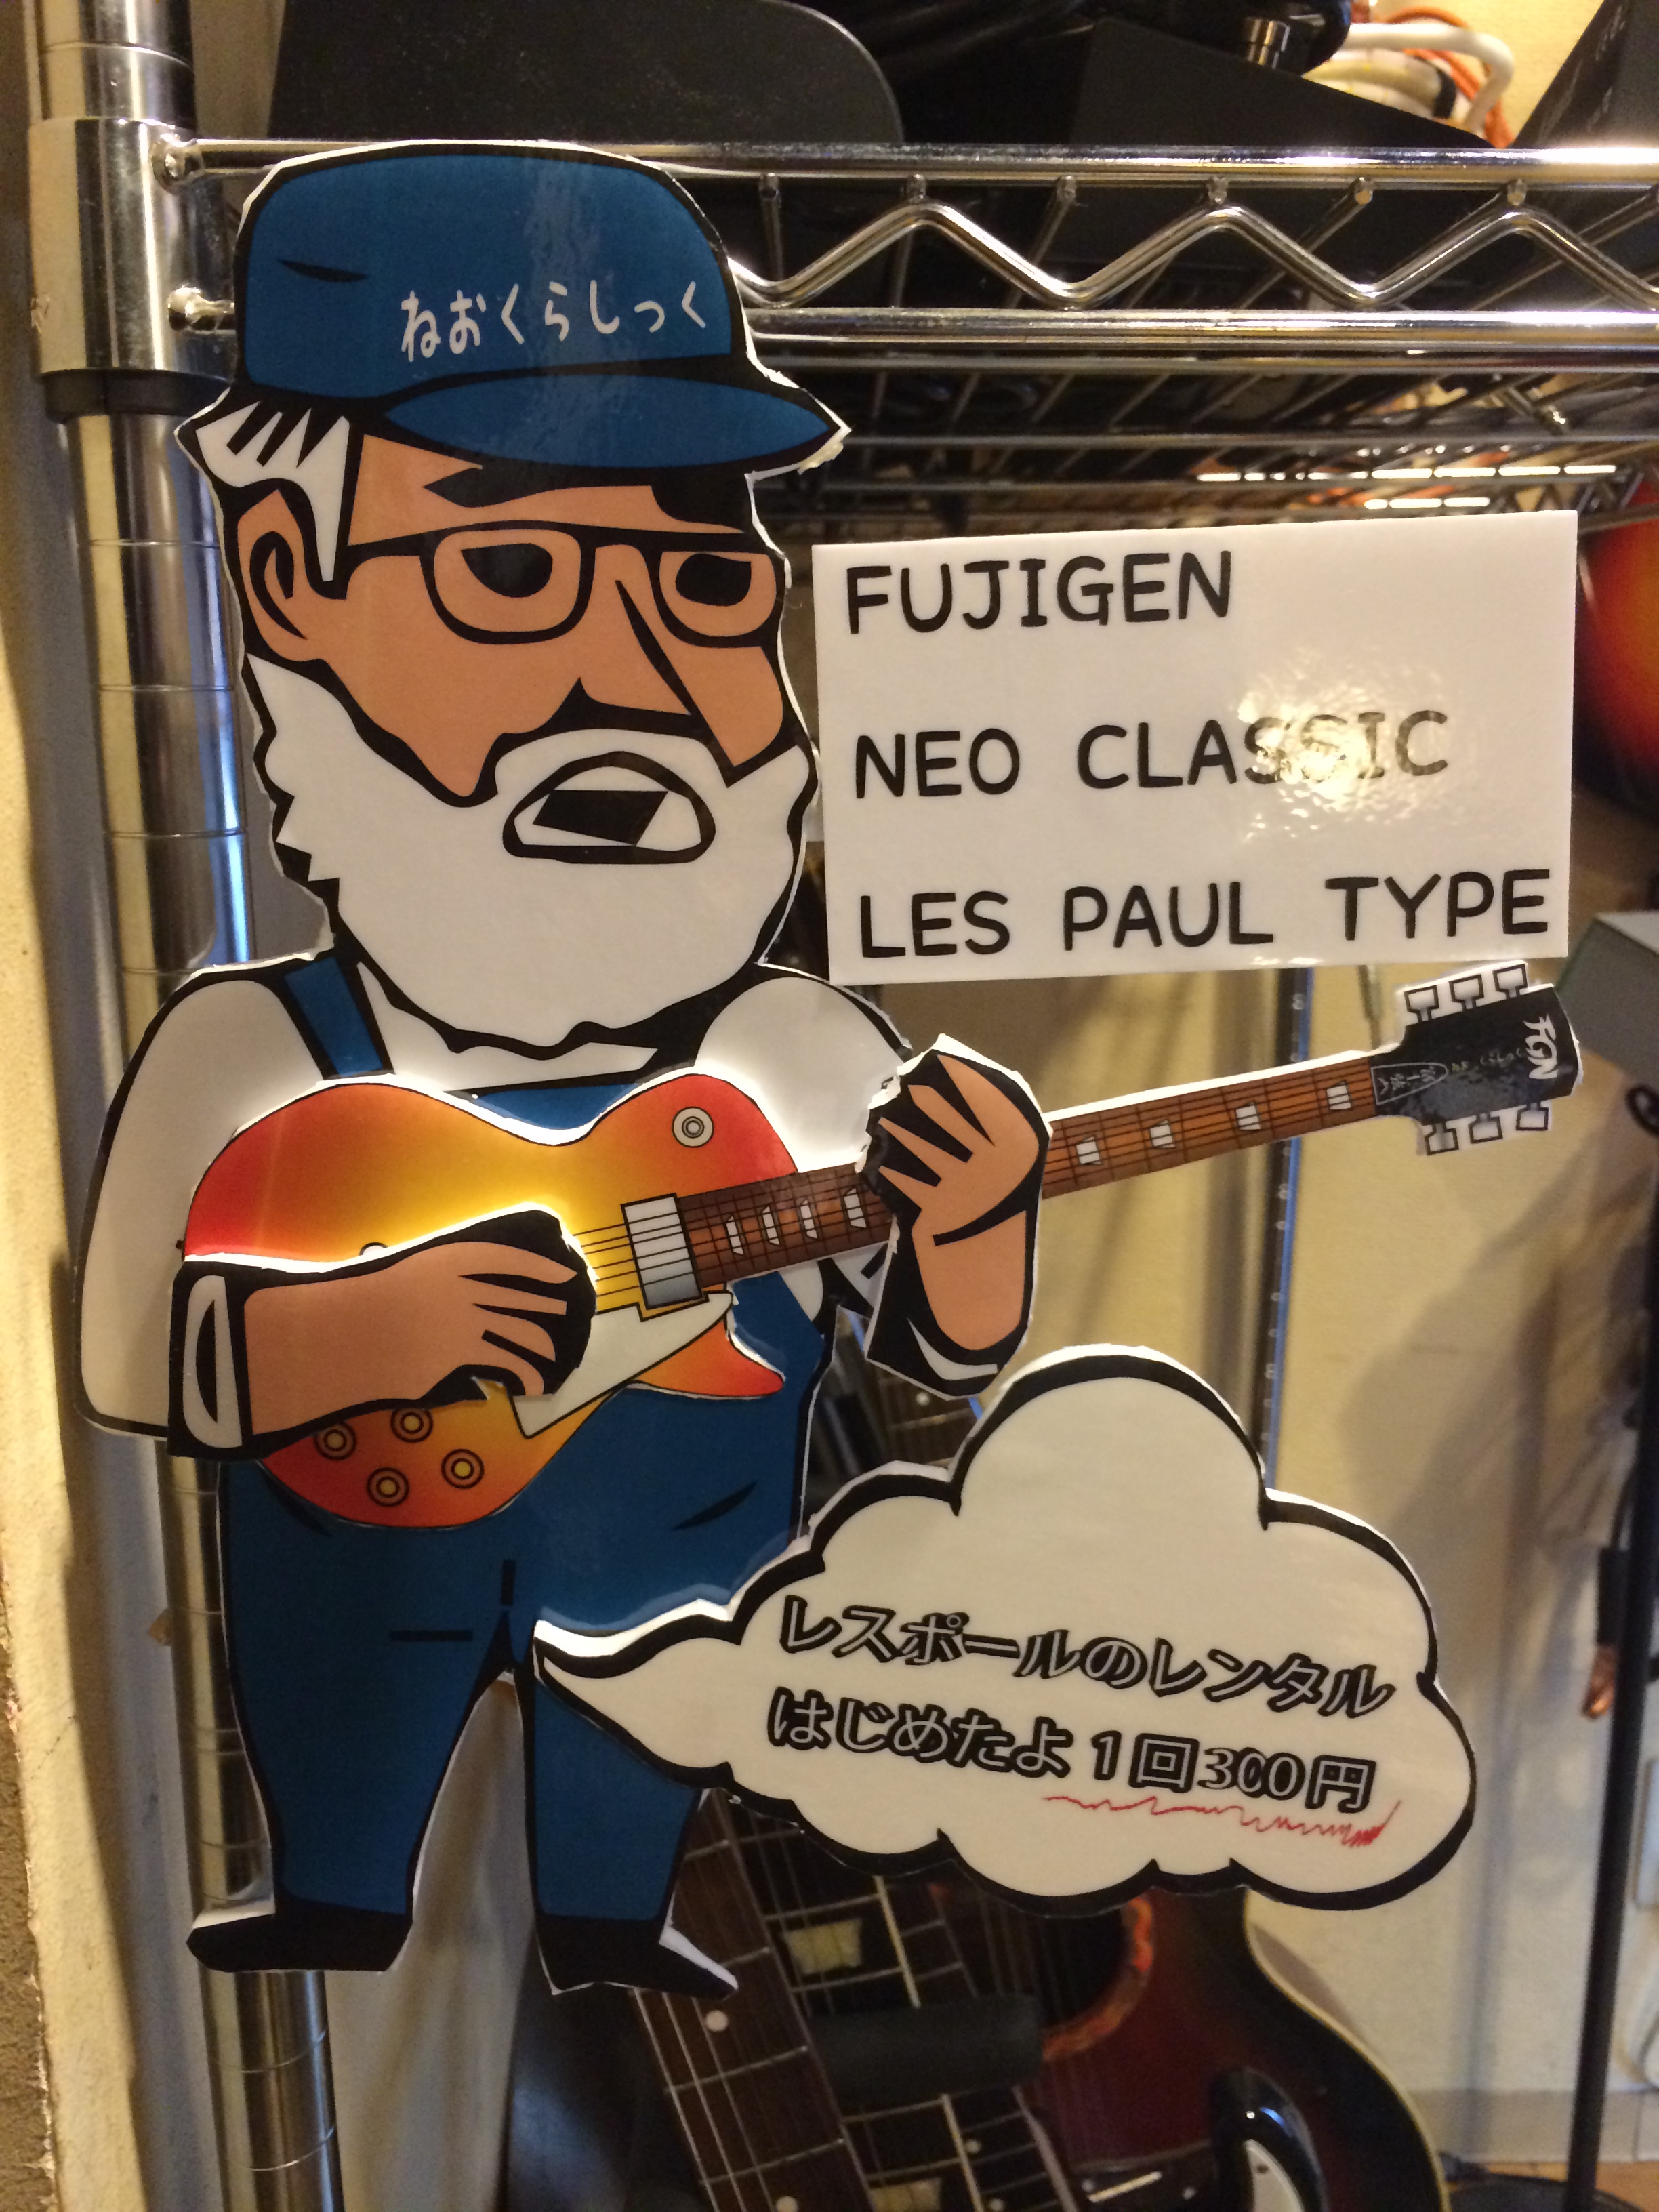 ねおくらしっく
FUJIGEN
NEO CLASSIC
LES PAUL TYPE
FGN
レスポールのレンタル
はじめたよ1回300円